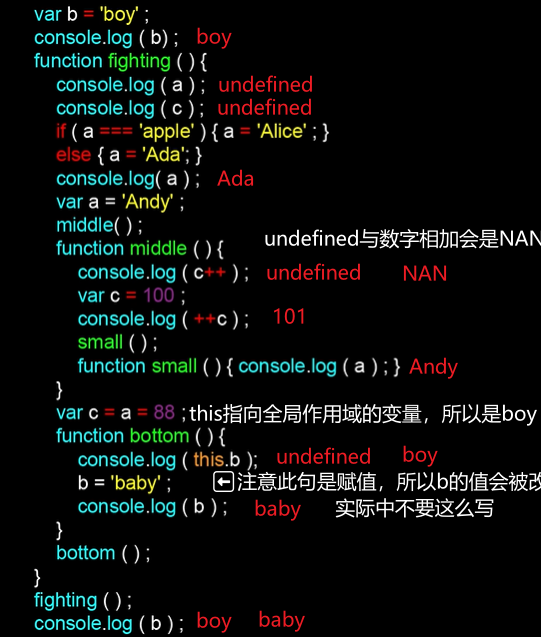 var b = 'boy' ;
console.log ( b) ; boy
function fighting ( ) {
console.log ( a ) ; undefined
console.log ( c ) ; undefined
if ( a === 'apple' ) { a = 'Alice' ; }
else { a = 'Ada'; }
console.log( a ) ; Ada
var a = 'Andy' ;
middle( ) ;
function middle ( ) { undefined与数字相加会是NAN
console.log ( c++ ) ; undefined NAN
var c = 100 ;
console.log ( ++c ) ; 101
small ( ) ;
function small ( ) { console.log ( a ) ; } Andy
}
var c = a = 88 ;this指向全局作用域的变量，所以是boy
function bottom ( ) {
console.log ( this.b ); undefined boy
b = 'baby' ; ←注意此句是赋值，所以b的值会被改
console.log ( b ) ; baby 实际中不要这么写
}
bottom ( ) ;
}
fighting ( ) ;
console.log ( b ) ; boy baby